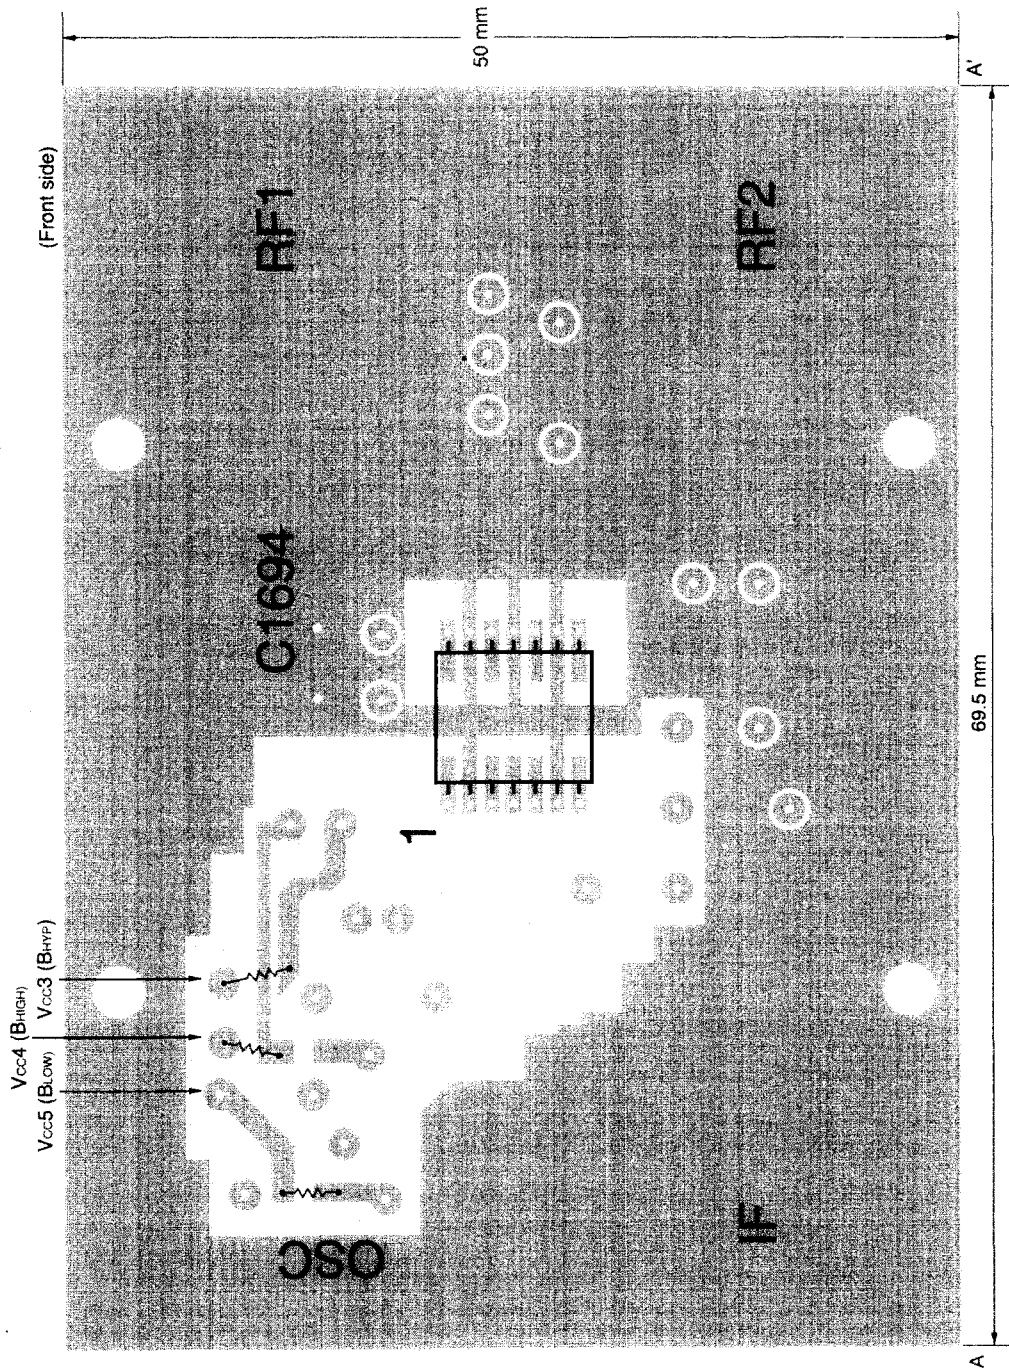 (Front side)
50 mm
A'
RF1
RF2
C1694
69.5 mm
1
VCC3 (BHYP)
VCC4 (BHIGH)
VCC5 (BLOW)
OSC
IF
A